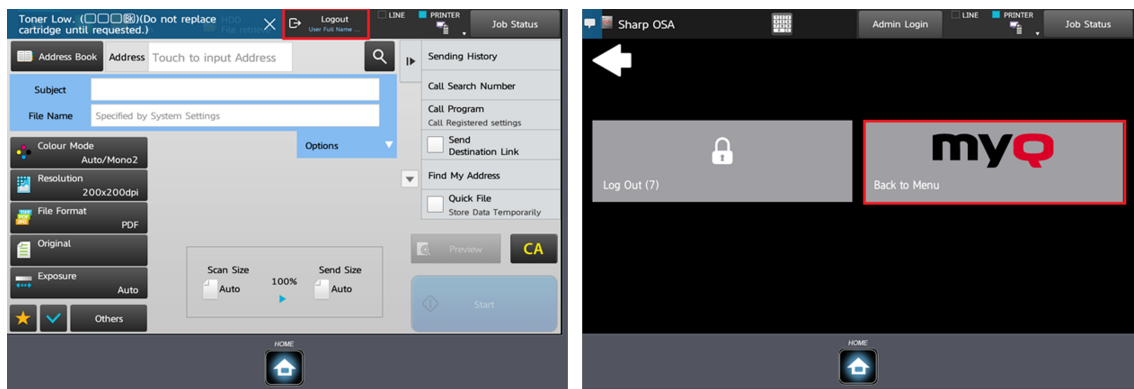 Toner Low. (Bk)(Do not replace
cartridge until requested.)
Logout
User Full Name ...
LINE
PRINTER
Job Status
Address Book
Address
Touch to input Address
Subject
File Name
Specified by System Settings
Options
Colour Mode
Auto/Mono2
Resolution
200x200dpi
File Format
PDF
Original
Exposure
Auto
Others
Scan Size
Auto
100%
Send Size
Auto
Sending History
Call Search Number
Call Program
Call Registered settings
Send
Destination Link
Find My Address
Quick File
Store Data Temporarily
Preview
CA
Start
HOME
Sharp OSA
Admin Login
LINE
PRINTER
Job Status
Log Out (7)
myQ
Back to Menu
HOME